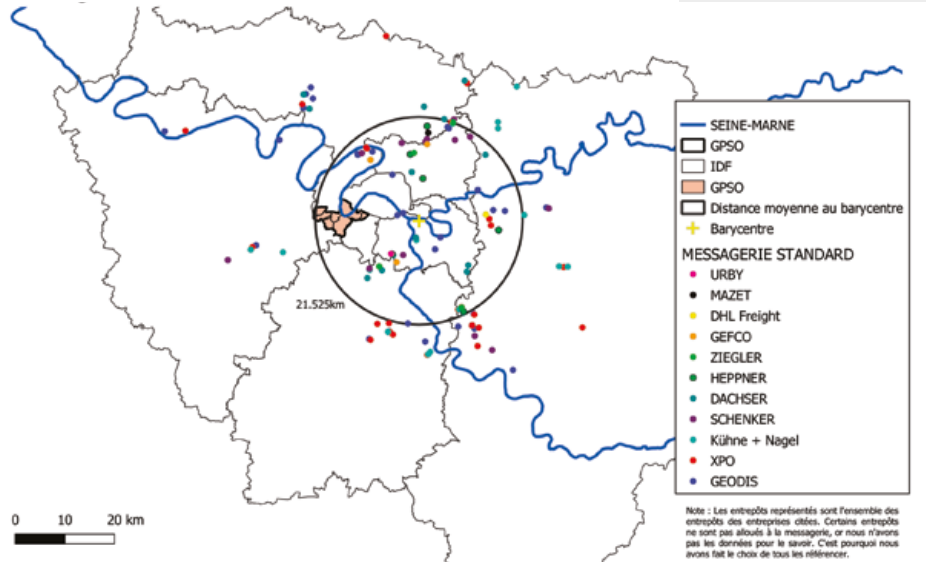 SEINE-MARNE
GPSO
IDF
GPSO
Distance moyenne au barycentre
Barycentre
MESSAGERIE STANDARD
URBY
MAZET
DHL Freight
GEFCO
ZIEGLER
HEPPNER
DACHSER
SCHENKER
Kühne + Nagel
XPO
GEODIS
21.525km
0 10 20 km
Note : Les entrepôts représentés sont l'ensemble des
entrepôts des entreprises citées. Certains entrepôts
ne sont pas alloués à la messagerie, or nous n'avons
pas les données pour le savoir. C'est pourquoi nous
avons fait le choix de tous les référencer.